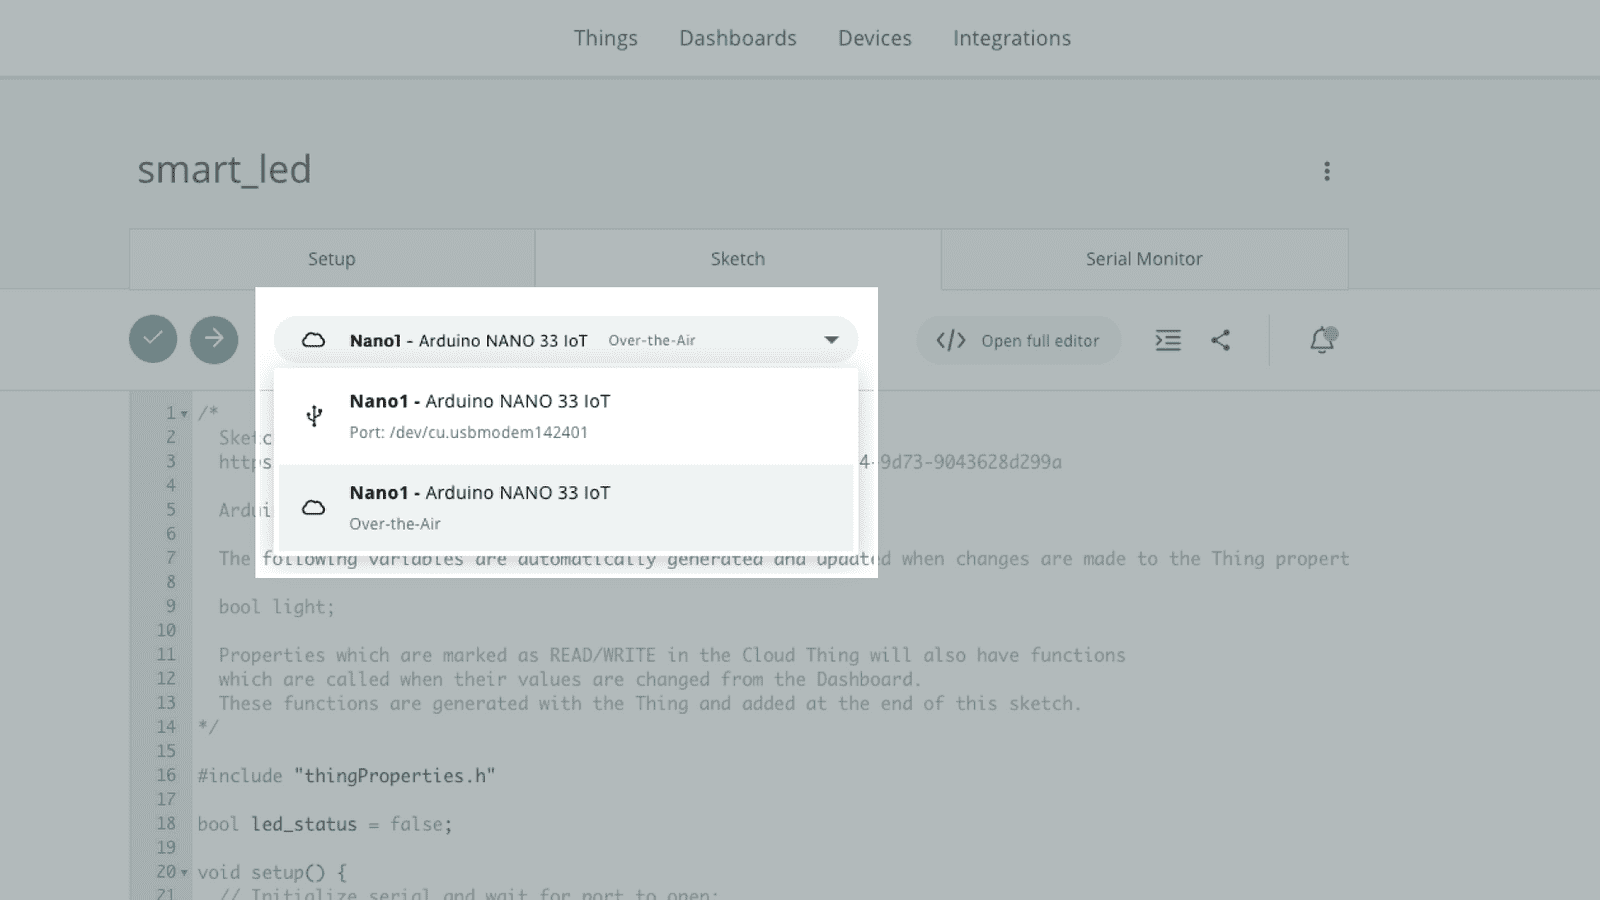 Things Dashboards Devices Integrations
smart_led
Setup Sketch Serial Monitor
Nano1 - Arduino NANO 33 IoT Over-the-Air
</> Open full editor
Nano1 - Arduino NANO 33 IoT
Port: /dev/cu.usbmodem142401
Nano1 - Arduino NANO 33 IoT
Over-the-Air
1 /*
2 Sketc
3 https 4-9d73-9043628d299a
4
5 Ardui
6
7 The following variables are automatically generated and updated when changes are made to the Thing propert
8
9 bool light;
10
11 Properties which are marked as READ/WRITE in the Cloud Thing will also have functions
12 which are called when their values are changed from the Dashboard.
13 These functions are generated with the Thing and added at the end of this sketch.
14 */
15
16 #include "thingProperties.h"
17
18 bool led_status = false;
19
20 void setup() {
21 // Initialize serial and wait for port to open: